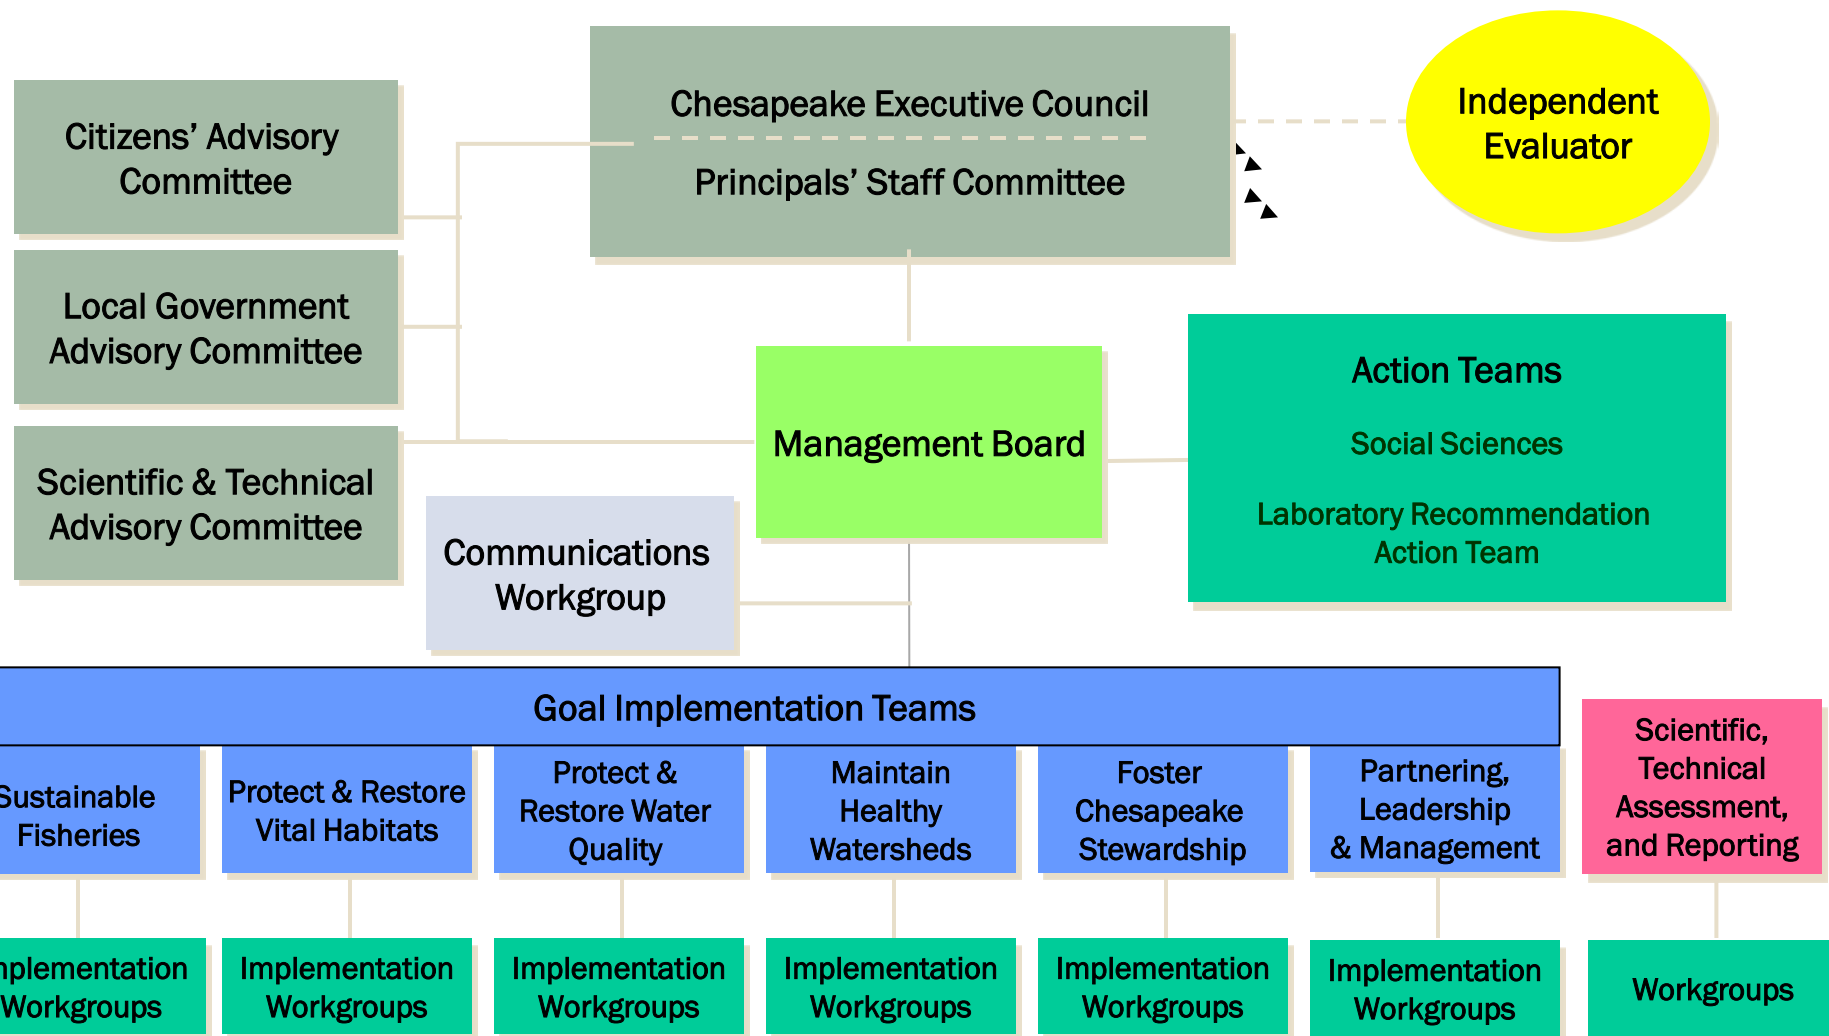 Chesapeake Executive Council
Principals’ Staff Committee
Independent
Evaluator
Citizens’ Advisory
Committee
Local Government
Advisory Committee
Scientific & Technical
Advisory Committee
Management Board
Action Teams
Social Sciences
Laboratory Recommendation
Action Team
Communications
Workgroup
Goal Implementation Teams
Sustainable
Fisheries
Protect & Restore
Vital Habitats
Protect &
Restore Water
Quality
Maintain
Healthy
Watersheds
Foster
Chesapeake
Stewardship
Partnering,
Leadership
& Management
Scientific,
Technical
Assessment,
and Reporting
mplementation
Workgroups
Implementation
Workgroups
Implementation
Workgroups
Implementation
Workgroups
Implementation
Workgroups
Implementation
Workgroups
Workgroups